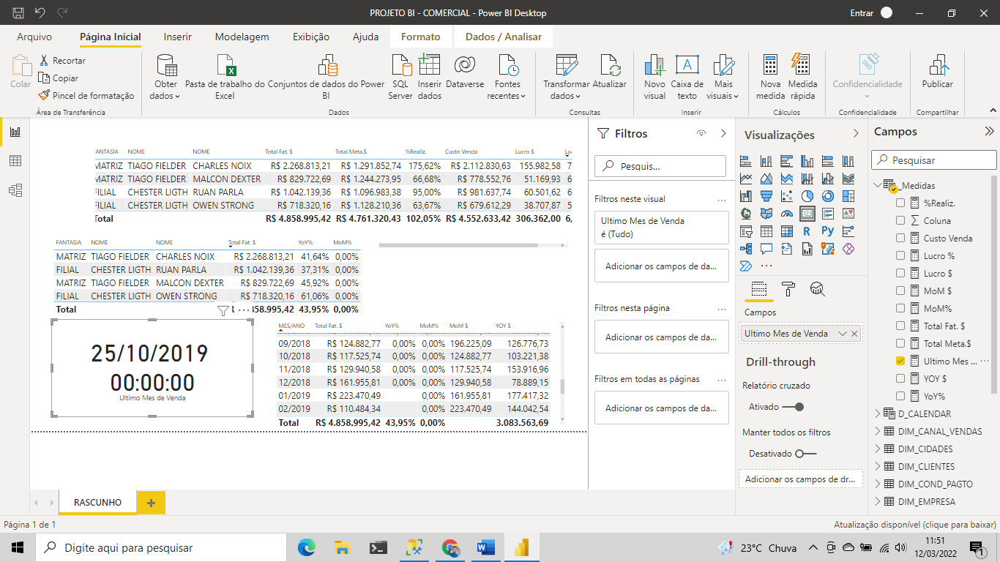 PROJETO BI - COMERCIAL - Power BI Desktop
Entrar
Arquivo Página Inicial Inserir Modelagem Exibição Ajuda Formato Dados / Analisar
Colar
Recortar
Copiar
Pincel de formatação
Área de Transferência
Obter dados
Pasta de trabalho do Excel
Conjuntos de dados do Power BI
SQL Server
Inserir dados
Dataverse
Fontes recentes
Dados
Transformar dados
Atualizar
Consultas
Novo visual
Caixa de texto
Mais visuais
Inserir
Nova medida
Medida rápida
Cálculos
Confidencialidade
Confidencialidade
Publicar
Compartilhar
NOME NOME Total Fat. $ Total Meta.$ %Realiz. Custo Venda Lucro $
TIAGO FIELDER CHARLES NOIX R$ 2.268.813,21 R$ 1.291.852,74 175,62% R$ 2.112.830,63 155.982,58 7
TIAGO FIELDER MALCON DEXTER R$ 829.722,69 R$ 1.244.273,95 66,68% R$ 778.552,76 51.169,93 6
CHESTER LIGTH RUAN PARLA R$ 1.042.139,36 R$ 1.096.983,38 95,00% R$ 981.637,74 60.501,62 6
CHESTER LIGTH OWEN STRONG R$ 718.320,16 R$ 1.128.210,36 63,67% R$ 679.612,29 38.707,87 5
Total R$ 4.858.995,42 R$ 4.761.320,43 102,05% R$ 4.552.633,42 306.362,00 6,
FANTASIA NOME NOME Total Fat. $ YoY% MoM%
MATRIZ TIAGO FIELDER CHARLES NOIX R$ 2.268.813,21 41,64% 0,00%
FILIAL CHESTER LIGTH RUAN PARLA R$ 1.042.139,36 37,31% 0,00%
MATRIZ TIAGO FIELDER MALCON DEXTER R$ 829.722,69 45,92% 0,00%
FILIAL CHESTER LIGTH OWEN STRONG R$ 718.320,16 61,06% 0,00%
Total 858.995,42 43,95% 0,00%
25/10/2019
00:00:00
Ultimo Mes de Venda
MES/ANO Total Fat. $ YoY% MoM% MoM $ YOY $
09/2018 R$ 124.882,77 0,00% 0,00% 196.225,09 126.776,73
10/2018 R$ 117.525,74 0,00% 0,00% 124.882,77 103.221,38
11/2018 R$ 129.940,58 0,00% 0,00% 117.525,74 153.916,96
12/2018 R$ 161.955,81 0,00% 0,00% 129.940,58 78.889,15
01/2019 R$ 223.470,49 0,00% 161.955,81 177.417,32
02/2019 R$ 110.484,34 0,00% 223.470,49 144.042,54
Total R$ 4.858.995,42 43,95% 0,00% 3.083.563,69
Filtros
Pesquis...
Filtros neste visual
Ultimo Mes de Venda
é (Tudo)
Adicionar os campos de da...
Filtros nesta página
Adicionar os campos de da...
Filtros em todas as páginas
Adicionar os campos de da...
Visualizações
123
R
Py
Campos
Ultimo Mes de Venda
Drill-through
Relatório cruzado
Ativado
Manter todos os filtros
Desativado
Adicionar os campos de dr...
Campos
Pesquisar
_Medidas
%Realiz.
Coluna
Custo Venda
Lucro %
Lucro $
MoM $
MoM%
Total Fat. $
Total Meta.$
Ultimo Mes ...
YOY $
YoY%
D_CALENDAR
DIM_CANAL_VENDAS
DIM_CIDADES
DIM_CLIENTES
DIM_COND_PAGTO
DIM_EMPRESA
RASCUNHO
Página 1 de 1
Atualização disponível (clique para baixar)
Digite aqui para pesquisar
23°C Chuva
11:51
12/03/2022
1